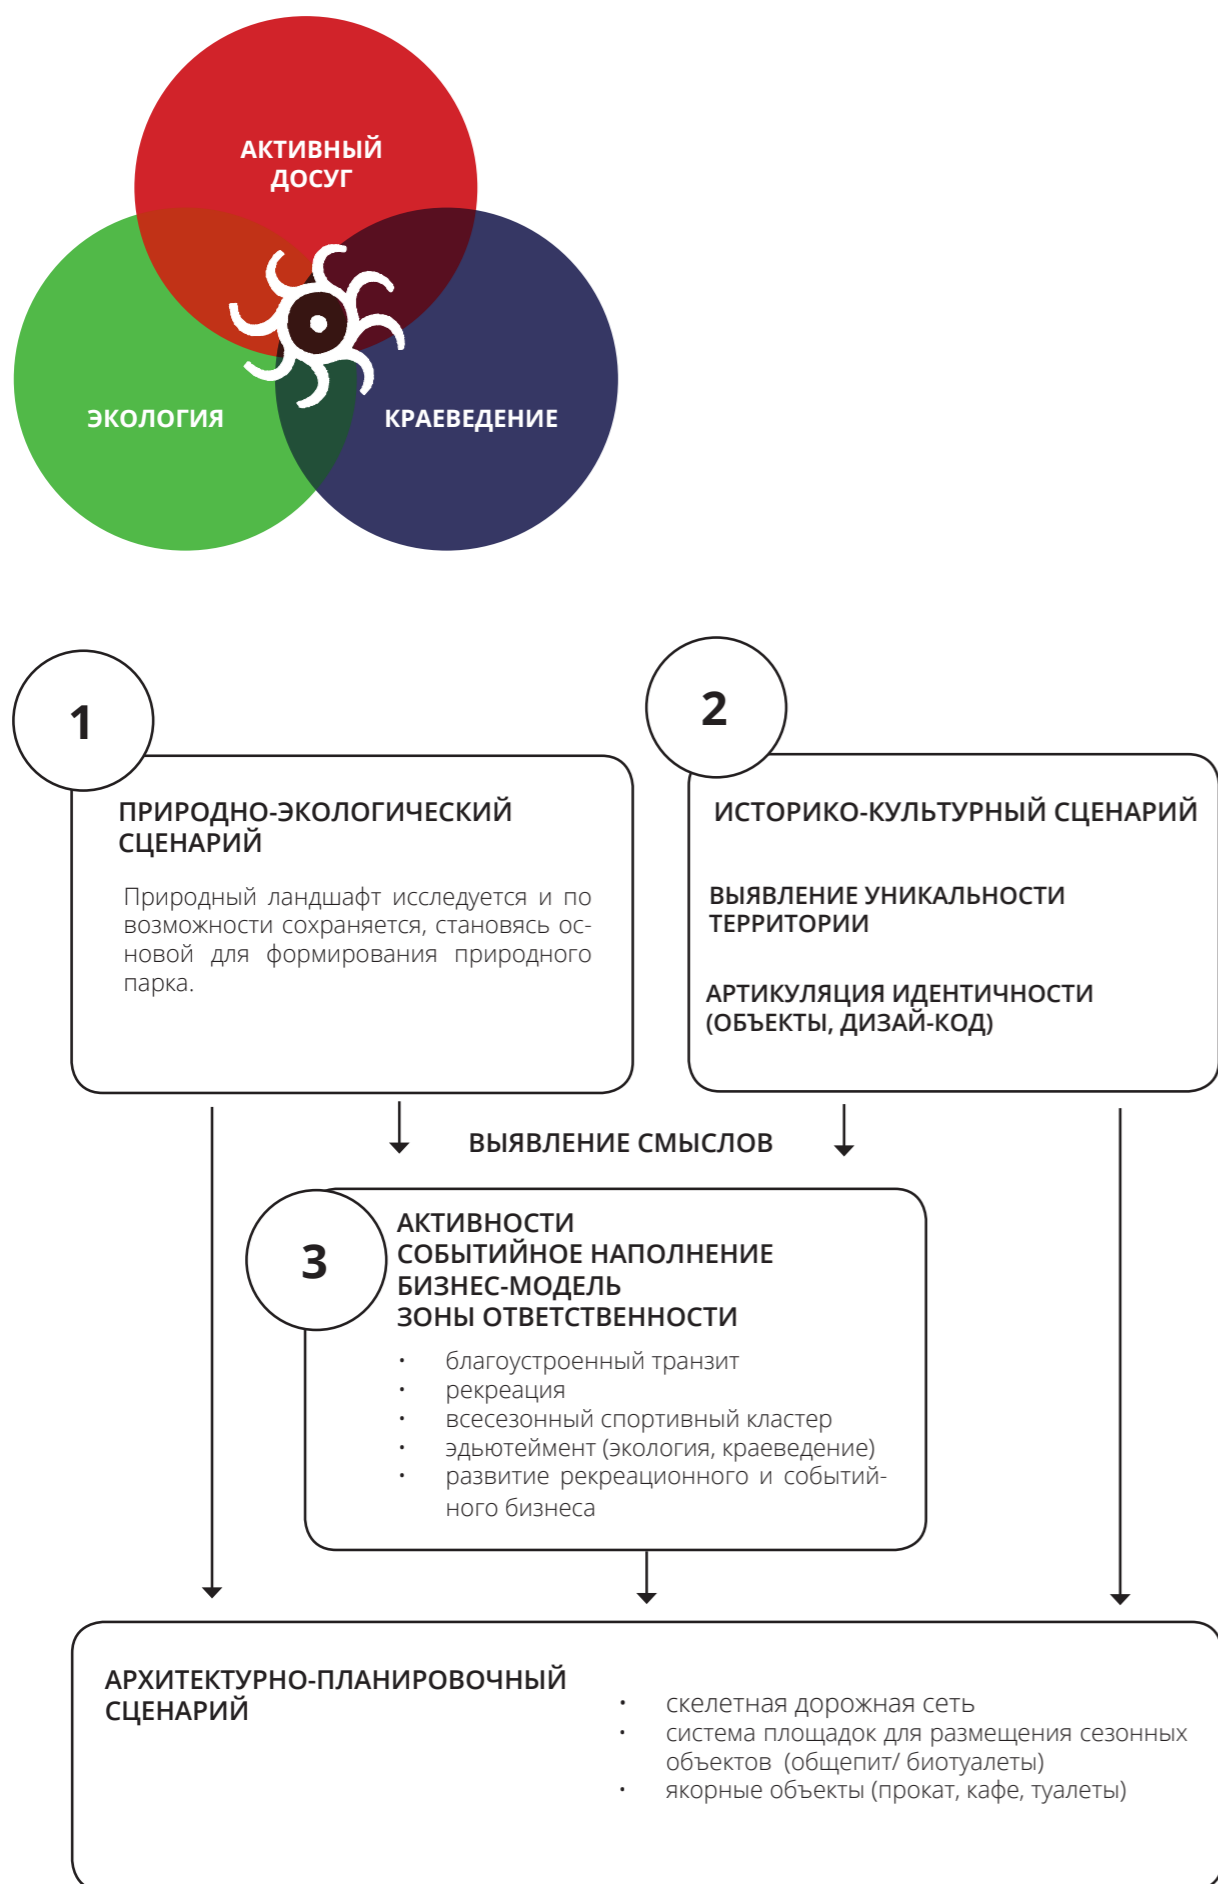 АКТИВНЫЙ
ДОСУГ
ЭКОЛОГИЯ
КРАЕВЕДЕНИЕ
1
ПРИРОДНО-ЭКОЛОГИЧЕСКИЙ
СЦЕНАРИЙ
Природный ландшафт исследуется и по
возможности сохраняется, становясь ос-
новой для формирования природного
парка.
2
ИСТОРИКО-КУЛЬТУРНЫЙ СЦЕНАРИЙ
ВЫЯВЛЕНИЕ УНИКАЛЬНОСТИ
ТЕРРИТОРИИ
АРТИКУЛЯЦИЯ ИДЕНТИЧНОСТИ
(ОБЪЕКТЫ, ДИЗАЙ-КОД)
ВЫЯВЛЕНИЕ СМЫСЛОВ
3
АКТИВНОСТИ
СОБЫТИЙНОЕ НАПОЛНЕНИЕ
БИЗНЕС-МОДЕЛЬ
ЗОНЫ ОТВЕТСТВЕННОСТИ
• благоустроенный транзит
• рекреация
• всесезонный спортивный кластер
• эдьютеймент (экология, краеведение)
• развитие рекреационного и событий-
ного бизнеса
АРХИТЕКТУРНО-ПЛАНИРОВОЧНЫЙ
СЦЕНАРИЙ
• скелетная дорожная сеть
• система площадок для размещения сезонных
объектов (общепит/ биотуалеты)
• якорные объекты (прокат, кафе, туалеты)